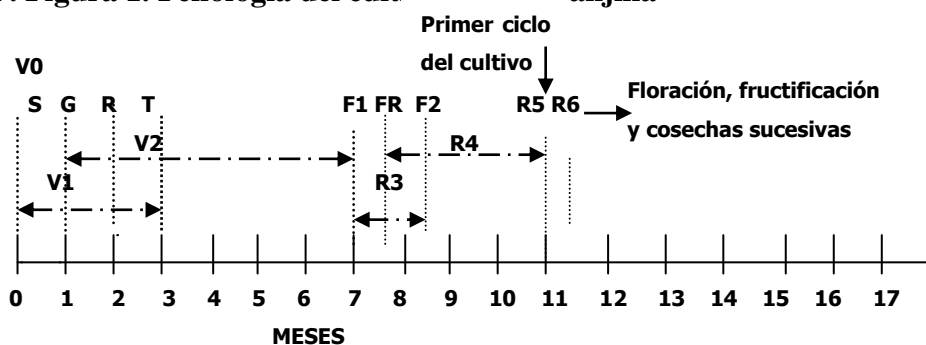 Primer ciclo
del cultivo
V0
Floración, fructificación
y cosechas sucesivas
S G R T F1 FR F2 R5 R6
V2 R4
V1 R3
0 1 2 3 4 5 6 7 8 9 10 11 12 13 14 15 16 17
MESES